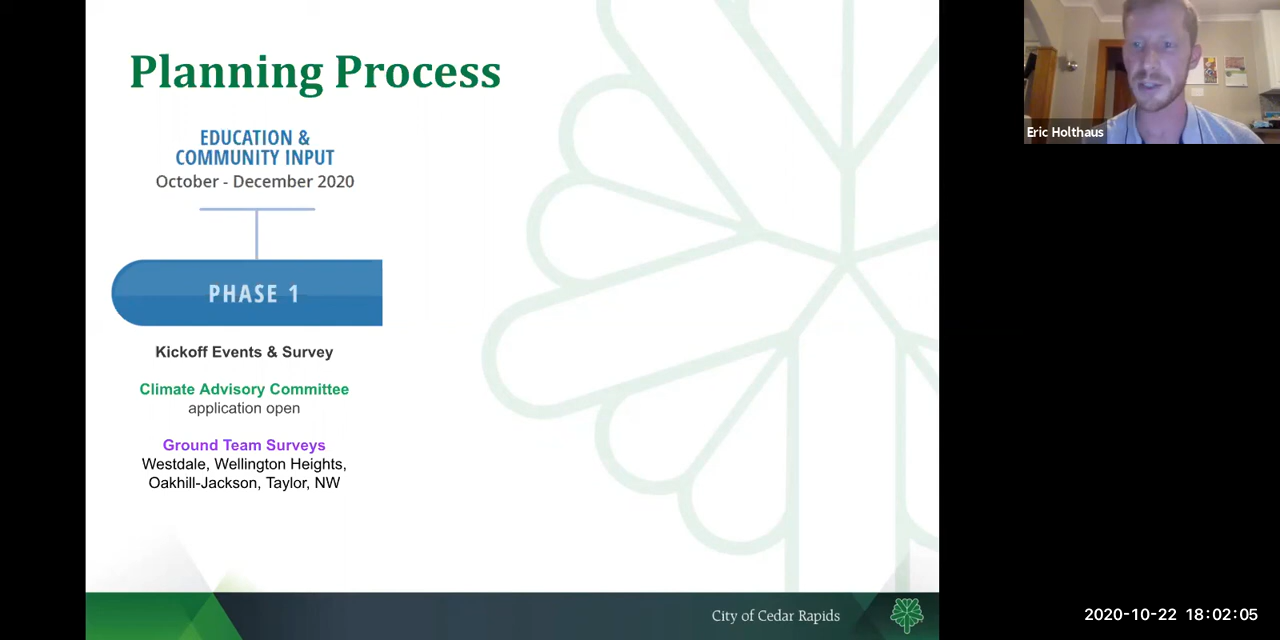 Planning Process
EDUCATION &
COMMUNITY INPUT
October - December 2020
PHASE 1
Kickoff Events & Survey
Climate Advisory Committee
application open
Ground Team Surveys
Westdale, Wellington Heights,
Oakhill-Jackson, Taylor, NW
City of Cedar Rapids
Eric Holthaus
2020-10-22 18:02:05